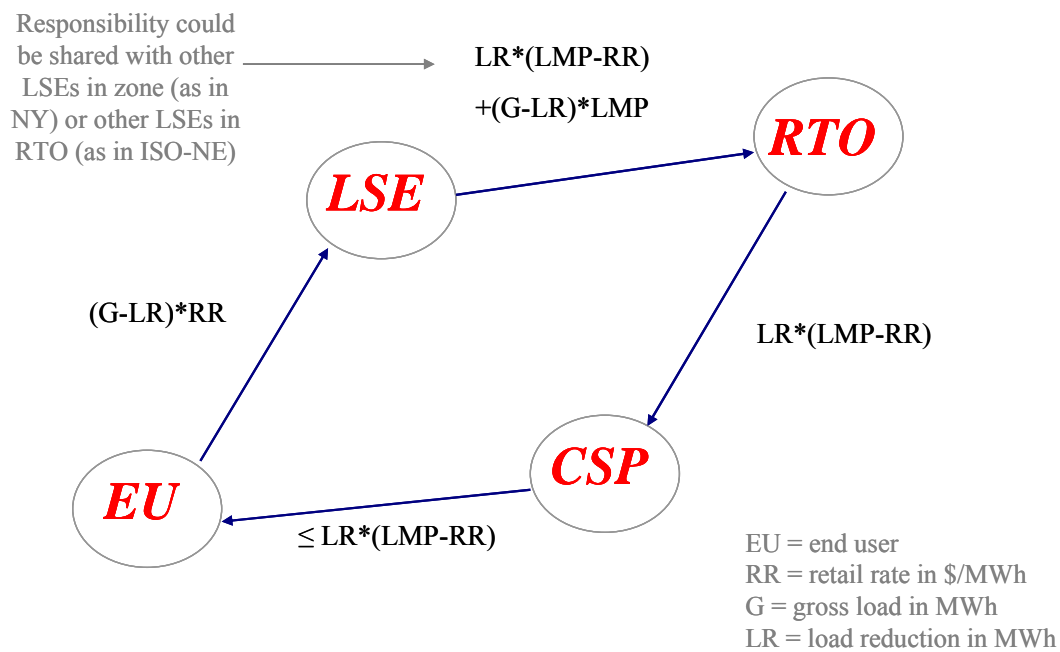 Responsibility could
be shared with other
LSEs in zone (as in
NY) or other LSEs in
RTO (as in ISO-NE)
LR*(LMP-RR)
+(G-LR)*LMP
RTO
LSE
(G-LR)*RR
LR*(LMP-RR)
CSP
EU
≤ LR*(LMP-RR)
EU = end user
RR = retail rate in $/MWh
G = gross load in MWh
LR = load reduction in MWh